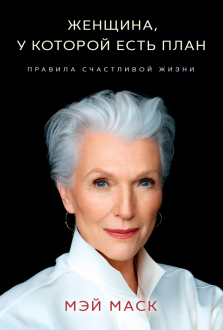 ЖЕНЩИНА,
У КОТОРОЙ ЕСТЬ ПЛАН
ПРАВИЛА СЧАСТЛИВОЙ ЖИЗНИ
МЭЙ МАСК